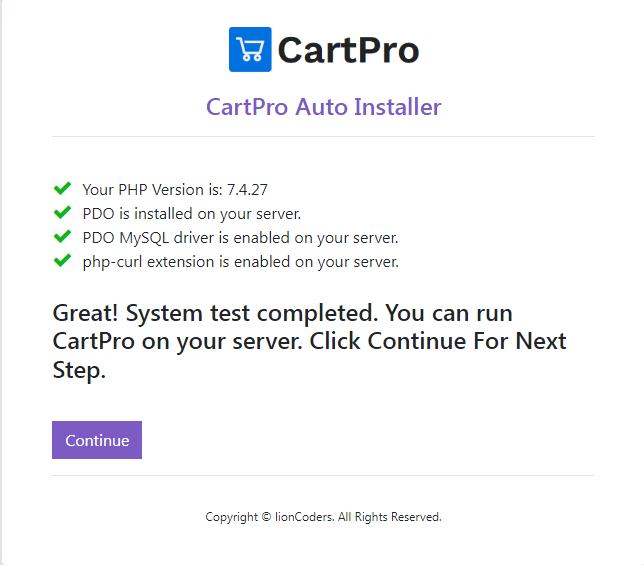 CartPro
CartPro Auto Installer
Your PHP Version is: 7.4.27
PDO is installed on your server.
PDO MySQL driver is enabled on your server.
php-curl extension is enabled on your server.
Great! System test completed. You can run
CartPro on your server. Click Continue For Next
Step.
Continue
Copyright © lionCoders. All Rights Reserved.